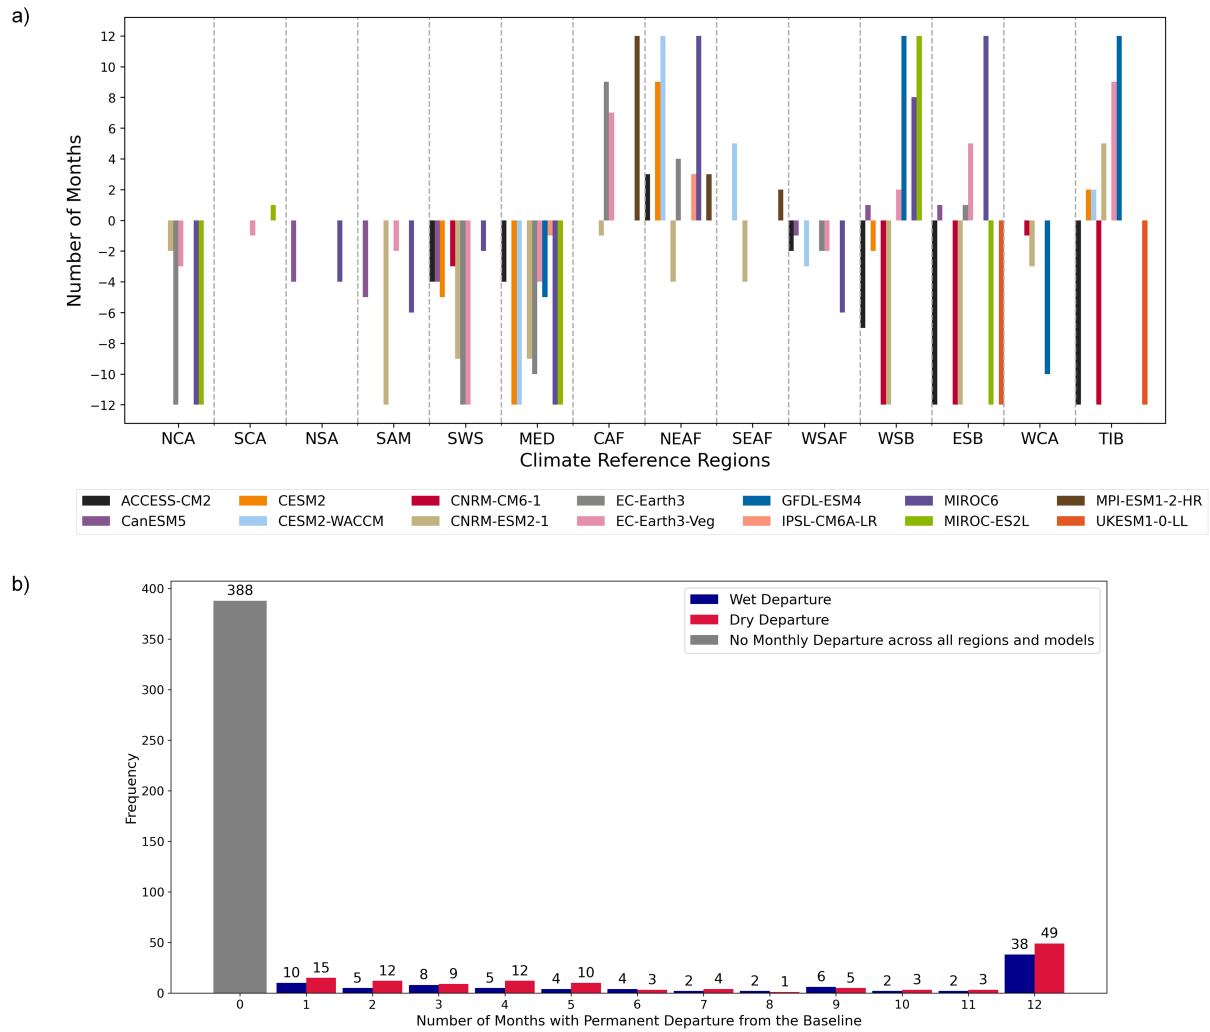 a)
12
10
8
6
4
2
0
−2
−4
−6
−8
−10
−12
Number of Months
NCA SCA NSA SAM SWS MED CAF NEAF SEAF WSAF WSB ESB WCA TIB
Climate Reference Regions
ACCESS-CM2 CESM2 CNRM-CM6-1 EC-Earth3 GFDL-ESM4 MIROC6 MPI-ESM1-2-HR
CanESM5 CESM2-WACCM CNRM-ESM2-1 EC-Earth3-Veg IPSL-CM6A-LR MIROC-ES2L UKESM1-0-LL
b)
400
350
300
250
200
150
100
50
0
Frequency
388
10 15 5 12 8 9 5 12 4 10 4 3 2 4 2 1 6 5 2 3 2 3 38 49
Wet Departure
Dry Departure
No Monthly Departure across all regions and models
0 1 2 3 4 5 6 7 8 9 10 11 12
Number of Months with Permanent Departure from the Baseline